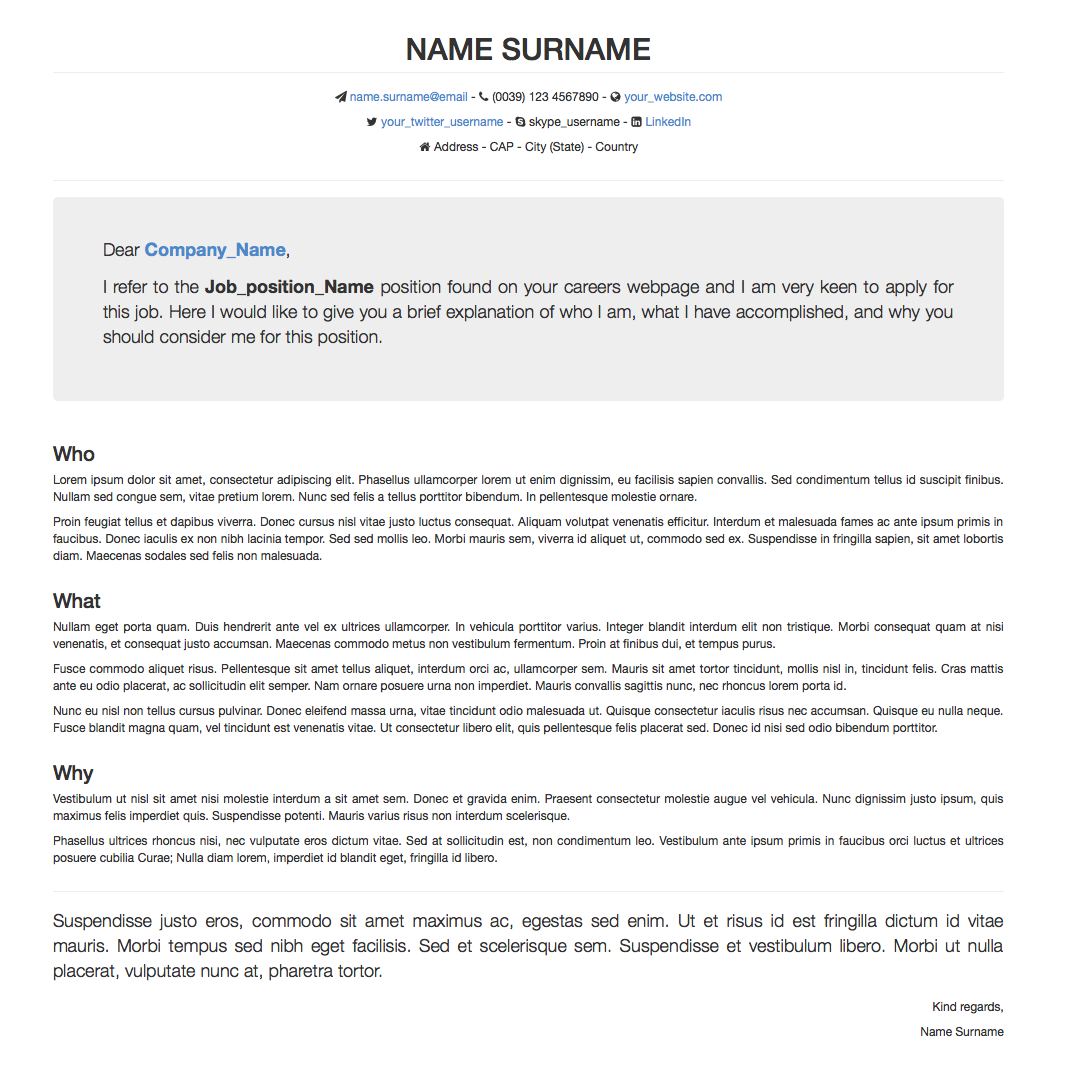 NAME SURNAME
name.surname@email - (0039) 123 4567890 - your_website.com
your_twitter_username - skype_username - LinkedIn
Address - CAP - City (State) - Country
Dear Company_Name,
I refer to the Job_position_Name position found on your careers webpage and I am very keen to apply for
this job. Here I would like to give you a brief explanation of who I am, what I have accomplished, and why you
should consider me for this position.
Who
Lorem ipsum dolor sit amet, consectetur adipiscing elit. Phasellus ullamcorper lorem ut enim dignissim, eu facilisis sapien convallis. Sed condimentum tellus id suscipit finibus.
Nullam sed congue sem, vitae pretium lorem. Nunc sed felis a tellus porttitor bibendum. In pellentesque molestie ornare.
Proin feugiat tellus et dapibus viverra. Donec cursus nisl vitae justo luctus consequat. Aliquam volutpat venenatis efficitur. Interdum et malesuada fames ac ante ipsum primis in
faucibus. Donec iaculis ex non nibh lacinia tempor. Sed sed mollis leo. Morbi mauris sem, viverra id aliquet ut, commodo sed ex. Suspendisse in fringilla sapien, sit amet lobortis
diam. Maecenas sodales sed felis non malesuada.
What
Nullam eget porta quam. Duis hendrerit ante vel ex ultrices ullamcorper. In vehicula porttitor varius. Integer blandit interdum elit non tristique. Morbi consequat quam at nisi
venenatis, et consequat justo accumsan. Maecenas commodo metus non vestibulum fermentum. Proin at finibus dui, et tempus purus.
Fusce commodo aliquet risus. Pellentesque sit amet tellus aliquet, interdum orci ac, ullamcorper sem. Mauris sit amet tortor tincidunt, mollis nisl in, tincidunt felis. Cras mattis
ante eu odio placerat, ac sollicitudin elit semper. Nam ornare posuere urna non imperdiet. Mauris convallis sagittis nunc, nec rhoncus lorem porta id.
Nunc eu nisl non tellus cursus pulvinar. Donec eleifend massa urna, vitae tincidunt odio malesuada ut. Quisque consectetur iaculis risus nec accumsan. Quisque eu nulla neque.
Fusce blandit magna quam, vel tincidunt est venenatis vitae. Ut consectetur libero elit, quis pellentesque felis placerat sed. Donec id nisi sed odio bibendum porttitor.
Why
Vestibulum ut nisl sit amet nisi molestie interdum a sit amet sem. Donec et gravida enim. Praesent consectetur molestie augue vel vehicula. Nunc dignissim justo ipsum, quis
maximus felis imperdiet quis. Suspendisse potenti. Mauris varius risus non interdum scelerisque.
Phasellus ultrices rhoncus nisi, nec vulputate eros dictum vitae. Sed at sollicitudin est, non condimentum leo. Vestibulum ante ipsum primis in faucibus orci luctus et ultrices
posuere cubilia Curae; Nulla diam lorem, imperdiet id blandit eget, fringilla id libero.
Suspendisse justo eros, commodo sit amet maximus ac, egestas sed enim. Ut et risus id est fringilla dictum id vitae
mauris. Morbi tempus sed nibh eget facilisis. Sed et scelerisque sem. Suspendisse et vestibulum libero. Morbi ut nulla
placerat, vulputate nunc at, pharetra tortor.
Kind regards,
Name Surname